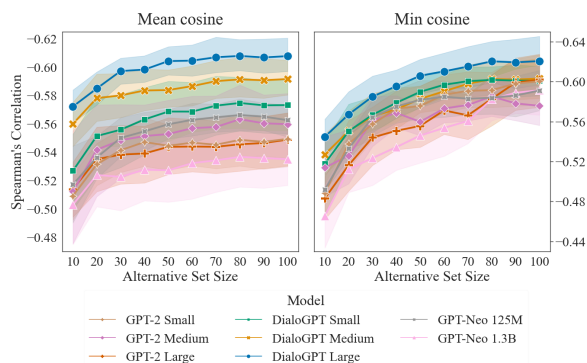 Mean cosine
Min cosine
Spearman's Correlation
−0.62
−0.60
−0.58
−0.56
−0.54
−0.52
−0.50
−0.48
−0.64
−0.60
−0.56
−0.52
−0.48
−0.44
10 20 30 40 50 60 70 80 90 100
10 20 30 40 50 60 70 80 90 100
Alternative Set Size
Alternative Set Size
Model
GPT-2 Small
DialoGPT Small
GPT-Neo 125M
GPT-2 Medium
DialoGPT Medium
GPT-Neo 1.3B
GPT-2 Large
DialoGPT Large